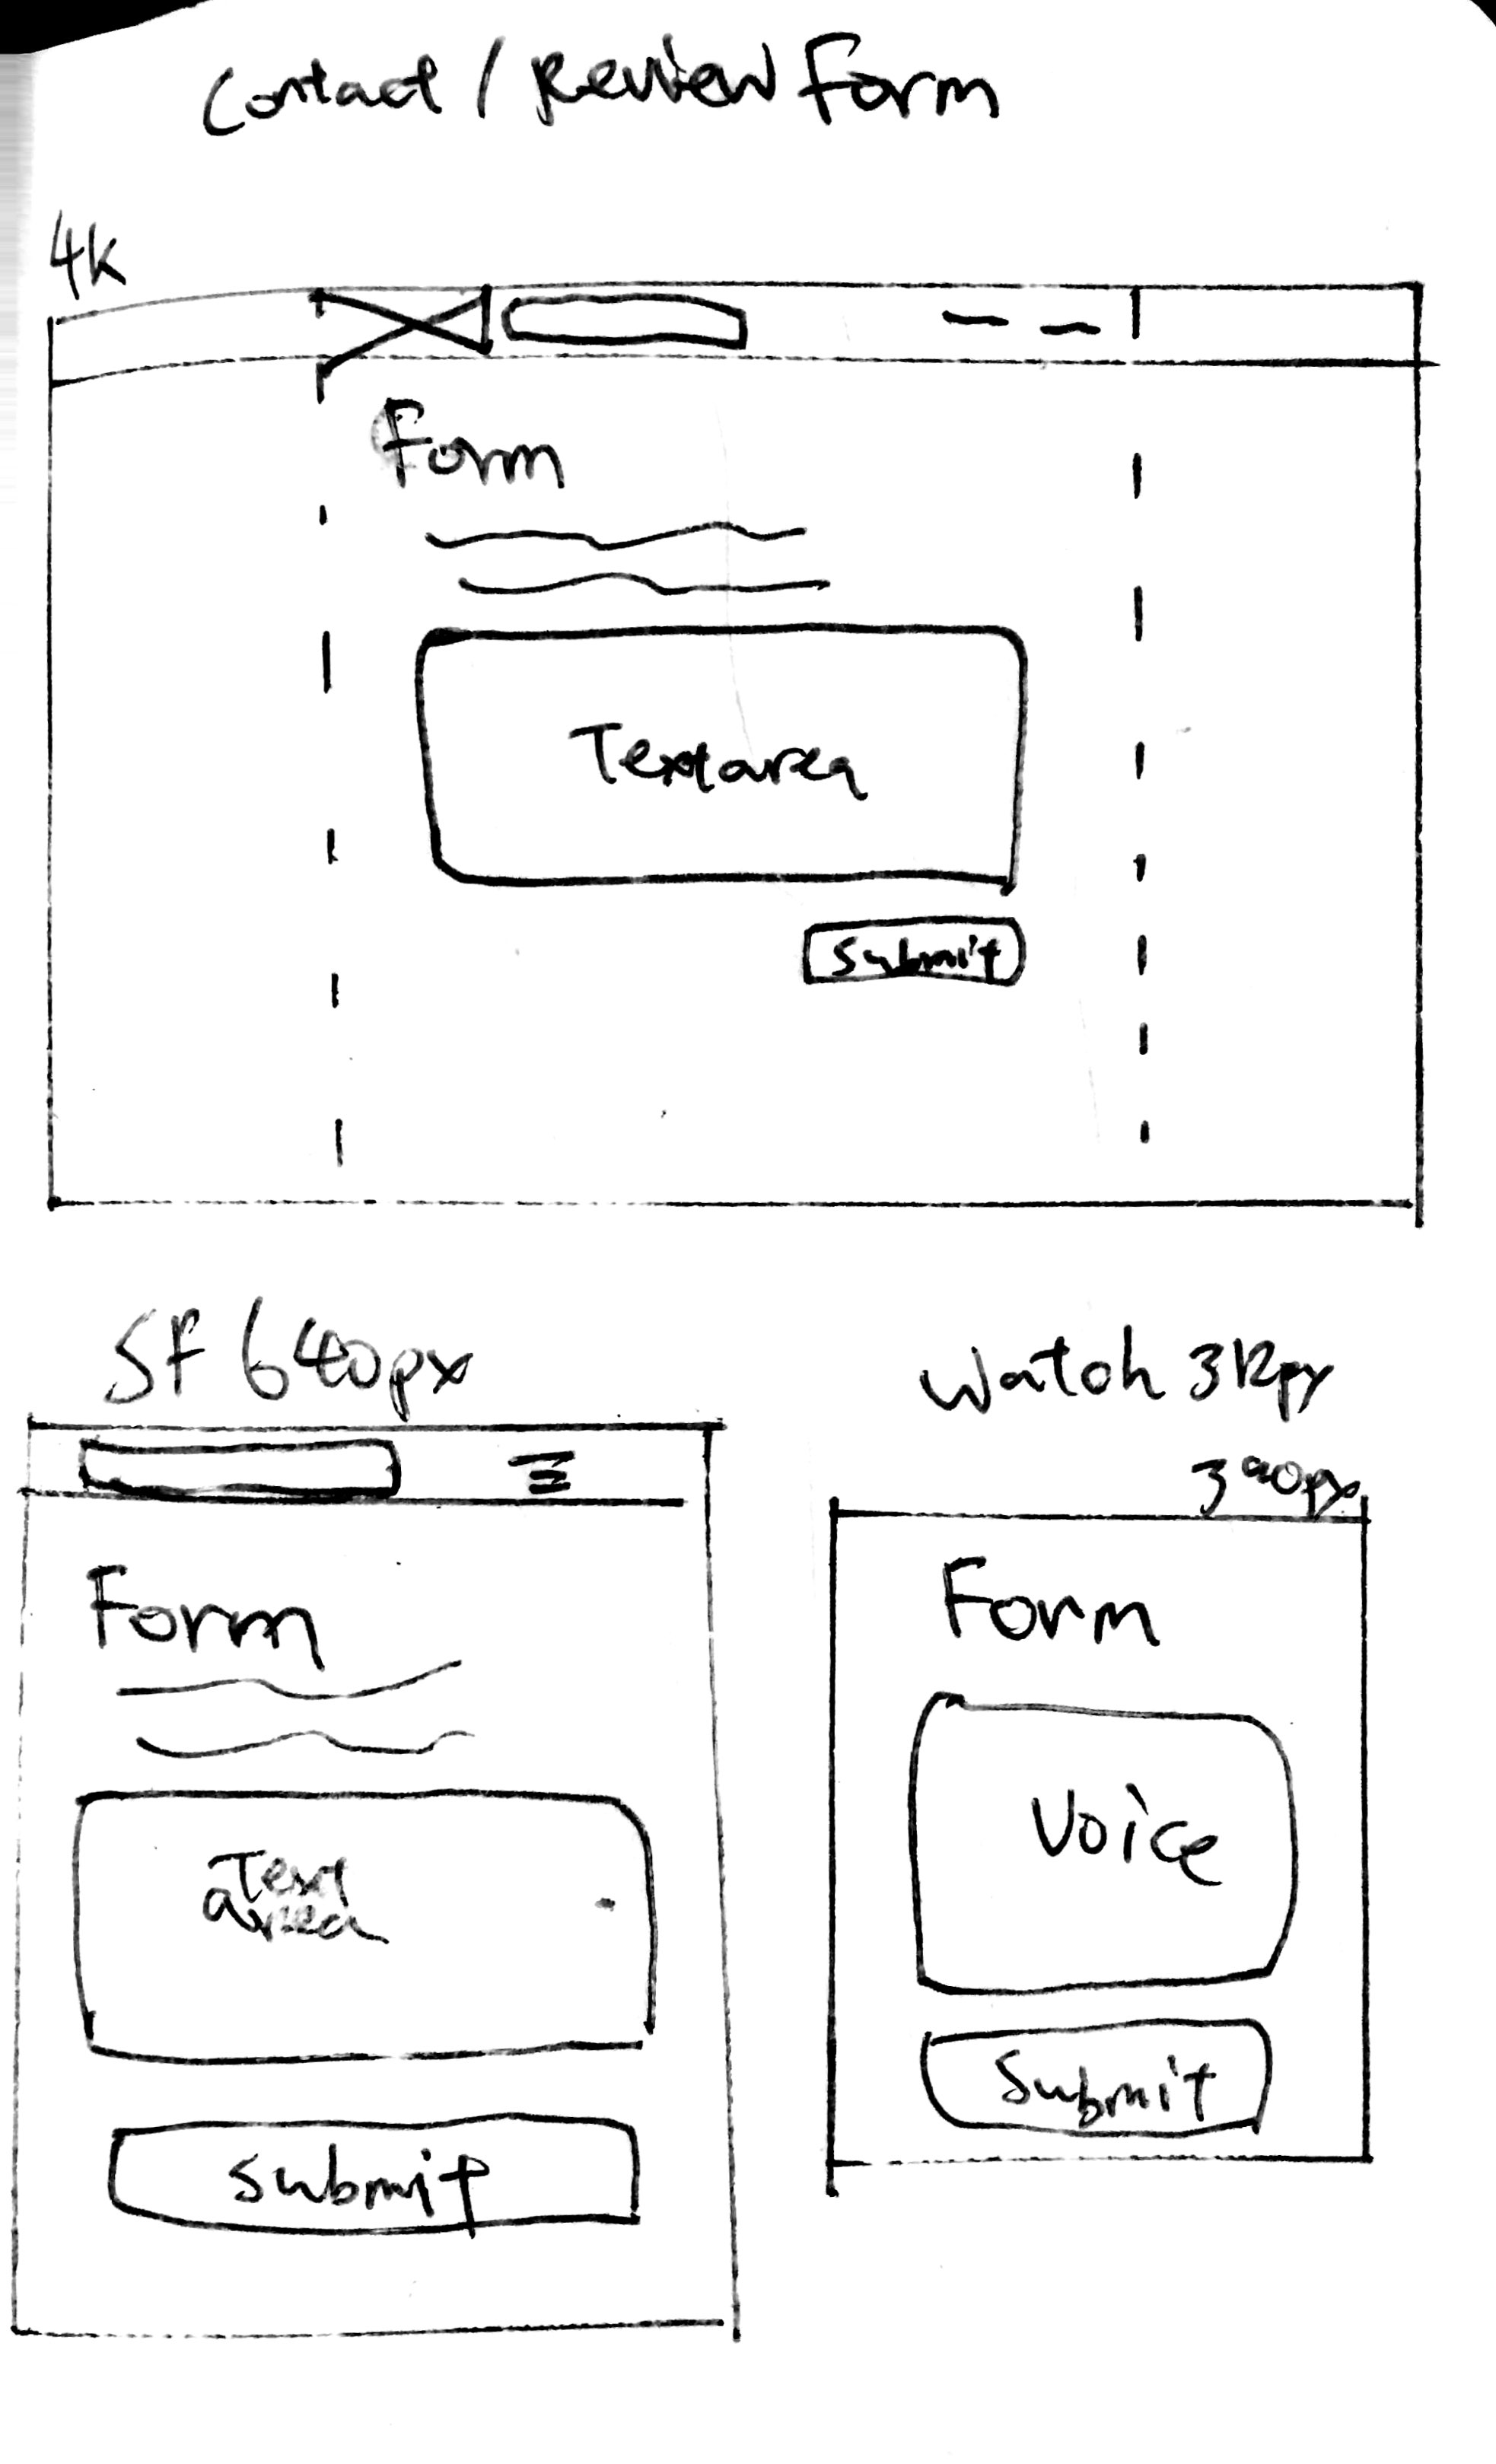 Contact / Review Form
4K
Form
Textarea
Submit
SF 640px
Watch 312px
390px
Form
Text
area
Submit
Form
Voice
Submit